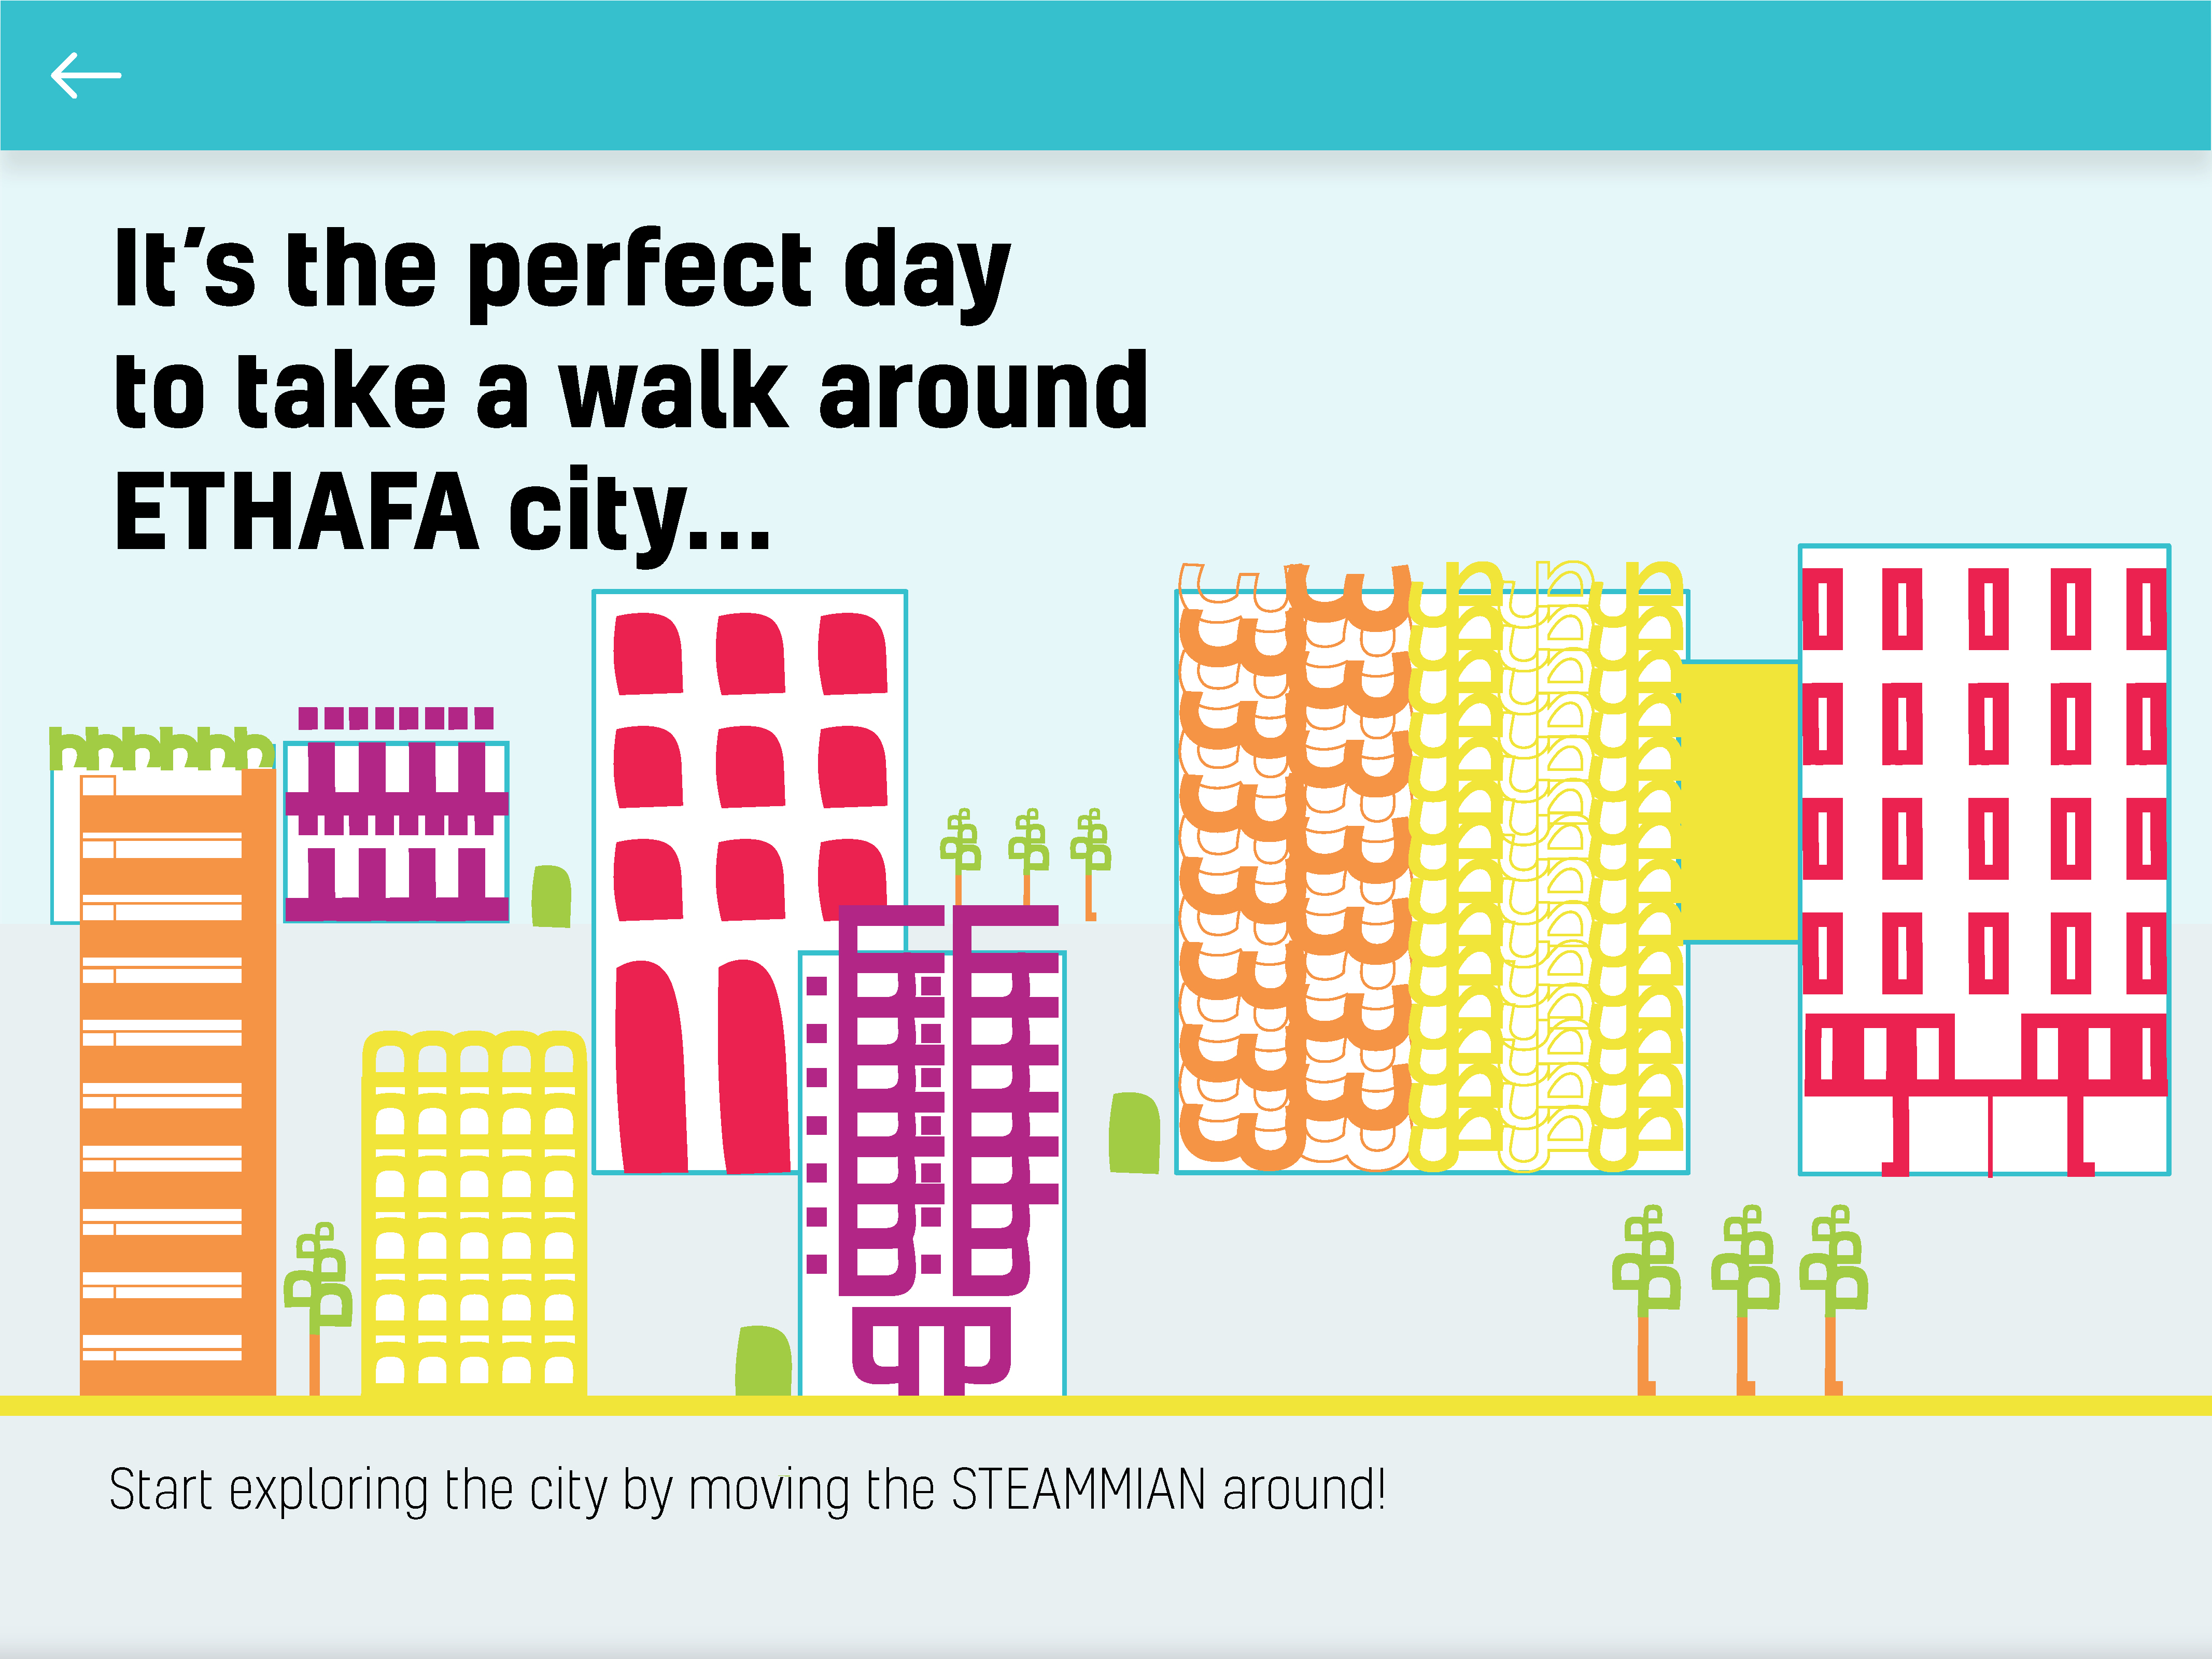 It’s the perfect day
to take a walk around
ETHAFA city...
Start exploring the city by moving the STEAMMIAN around!